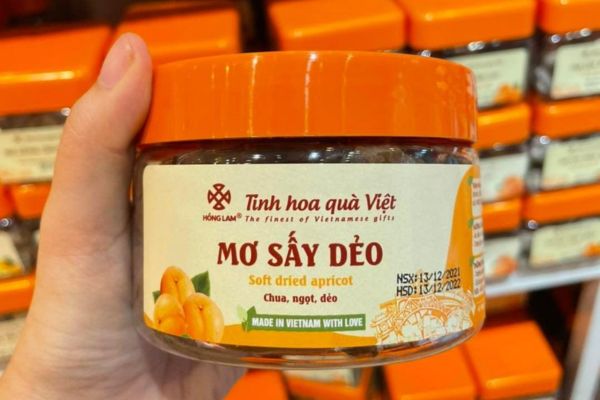 HỒNG LAM®
Tinh hoa quà Việt
The finest of Vietnamese gifts
MƠ SẤY DẺO
Soft dried apricot
Chua, ngọt, dẻo
MADE IN VIETNAM WITH LOVE
NSX:13/12/2021
HSD:13/12/2022